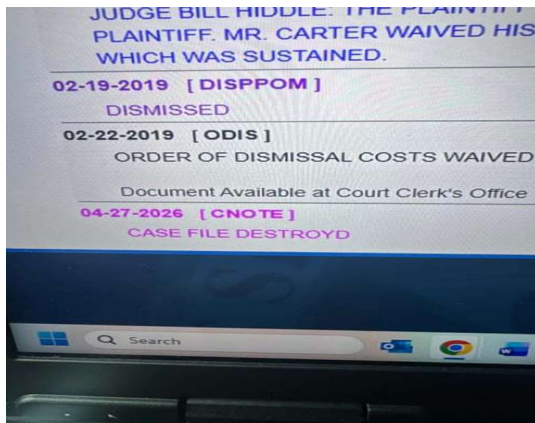 JUDGE BILL HIDDLE. THE PLAINTIFF
PLAINTIFF. MR. CARTER WAIVED HIS
WHICH WAS SUSTAINED.
02-19-2019 [ DISPPOM ]
DISMISSED
02-22-2019 [ ODIS ]
ORDER OF DISMISSAL COSTS WAIVED
Document Available at Court Clerk's Office
04-27-2026 [ CNOTE ]
CASE FILE DESTROYD
Search